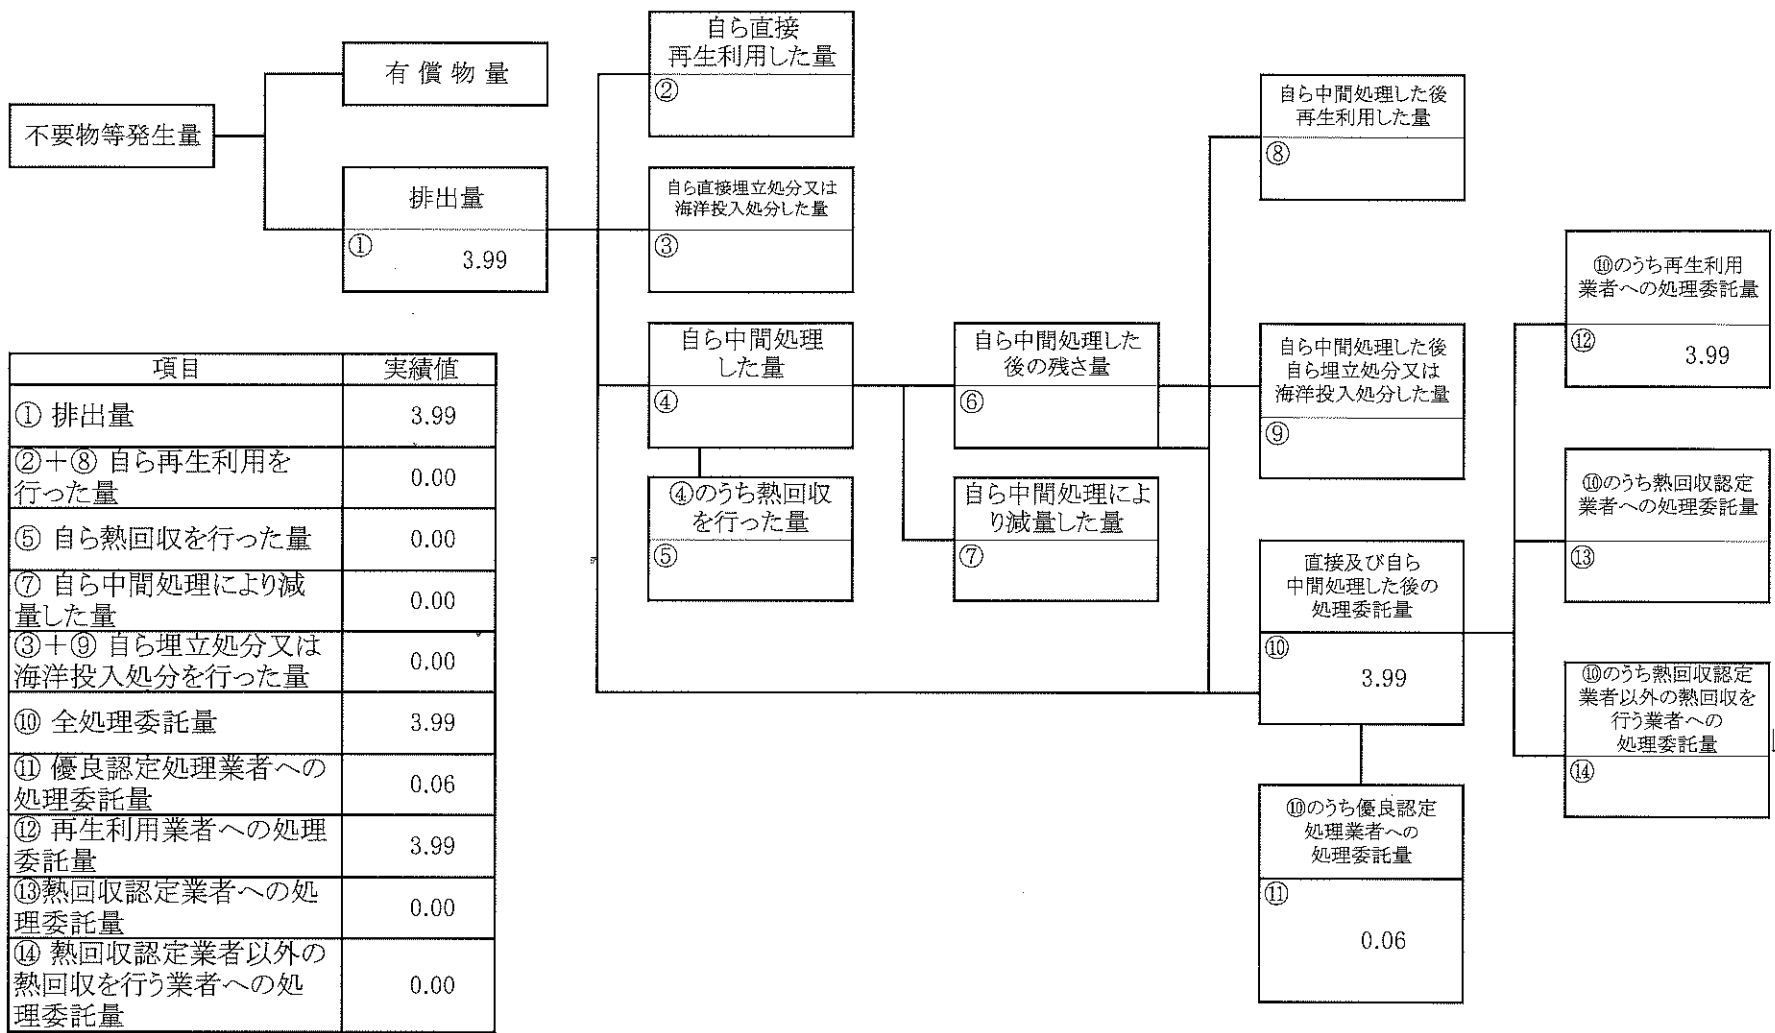 不要物等発生量
有償物量
排出量
①
3.99
自ら直接
再生利用した量
②
自ら直接埋立処分又は
海洋投入処分した量
③
自ら中間処理
した量
④
④のうち熱回収
を行った量
⑤
自ら中間処理した
後の残さ量
⑥
自ら中間処理によ
り減量した量
⑦
自ら中間処理した後
再生利用した量
⑧
自ら中間処理した後
自ら埋立処分又は
海洋投入処分した量
⑨
直接及び自ら
中間処理した後の
処理委託量
⑩
3.99
⑩のうち優良認定
処理業者への
処理委託量
⑪
0.06
⑩のうち再生利用
業者への処理委託量
⑫
3.99
⑩のうち熱回収認定
業者への処理委託量
⑬
⑩のうち熱回収認定
業者以外の熱回収を
行う業者への
処理委託量
⑭
項目 実績値
① 排出量 3.99
②＋⑧ 自ら再生利用を
行った量 0.00
⑤ 自ら熱回収を行った量 0.00
⑦ 自ら中間処理により減
量した量 0.00
③＋⑨ 自ら埋立処分又は
海洋投入処分を行った量 0.00
⑩ 全処理委託量 3.99
⑪ 優良認定処理業者への
処理委託量 0.06
⑫ 再生利用業者への処理
委託量 3.99
⑬熱回収認定業者への処
理委託量 0.00
⑭ 熱回収認定業者以外の
熱回収を行う業者への処
理委託量 0.00